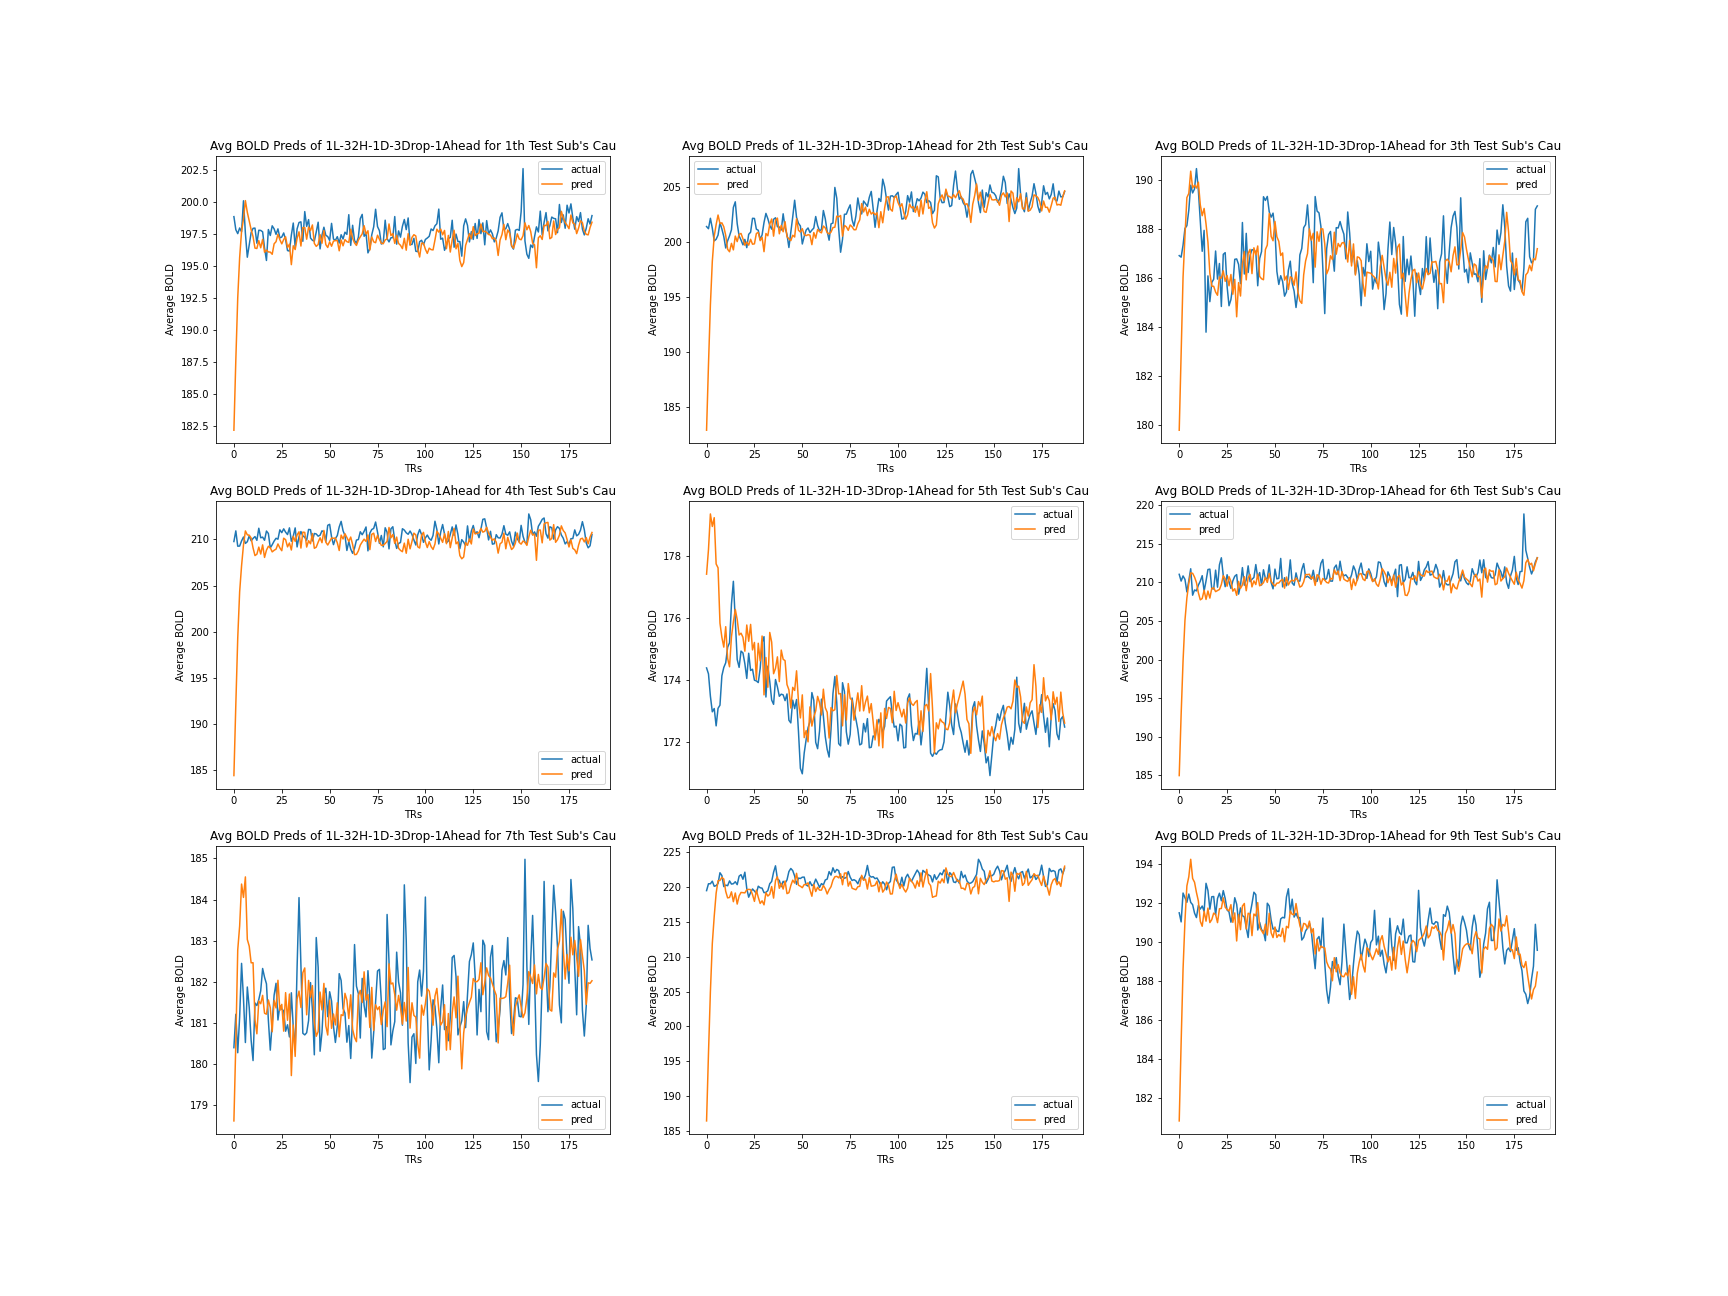 Avg BOLD Preds of 1L-32H-1D-3Drop-1Ahead for 1th Test Sub's Cau
202.5
200.0
197.5
195.0
192.5
190.0
187.5
185.0
182.5
Average BOLD
actual
pred
0 25 50 75 100 125 150 175
TRs
Avg BOLD Preds of 1L-32H-1D-3Drop-1Ahead for 2th Test Sub's Cau
205
200
195
190
185
Average BOLD
actual
pred
0 25 50 75 100 125 150 175
TRs
Avg BOLD Preds of 1L-32H-1D-3Drop-1Ahead for 3th Test Sub's Cau
190
188
186
184
182
180
Average BOLD
actual
pred
0 25 50 75 100 125 150 175
TRs
Avg BOLD Preds of 1L-32H-1D-3Drop-1Ahead for 4th Test Sub's Cau
210
205
200
195
190
185
Average BOLD
actual
pred
0 25 50 75 100 125 150 175
TRs
Avg BOLD Preds of 1L-32H-1D-3Drop-1Ahead for 5th Test Sub's Cau
178
176
174
172
Average BOLD
actual
pred
0 25 50 75 100 125 150 175
TRs
Avg BOLD Preds of 1L-32H-1D-3Drop-1Ahead for 6th Test Sub's Cau
220
215
210
205
200
195
190
185
Average BOLD
actual
pred
0 25 50 75 100 125 150 175
TRs
Avg BOLD Preds of 1L-32H-1D-3Drop-1Ahead for 7th Test Sub's Cau
185
184
183
182
181
180
179
Average BOLD
actual
pred
0 25 50 75 100 125 150 175
TRs
Avg BOLD Preds of 1L-32H-1D-3Drop-1Ahead for 8th Test Sub's Cau
225
220
215
210
205
200
195
190
185
Average BOLD
actual
pred
0 25 50 75 100 125 150 175
TRs
Avg BOLD Preds of 1L-32H-1D-3Drop-1Ahead for 9th Test Sub's Cau
194
192
190
188
186
184
182
Average BOLD
actual
pred
0 25 50 75 100 125 150 175
TRs